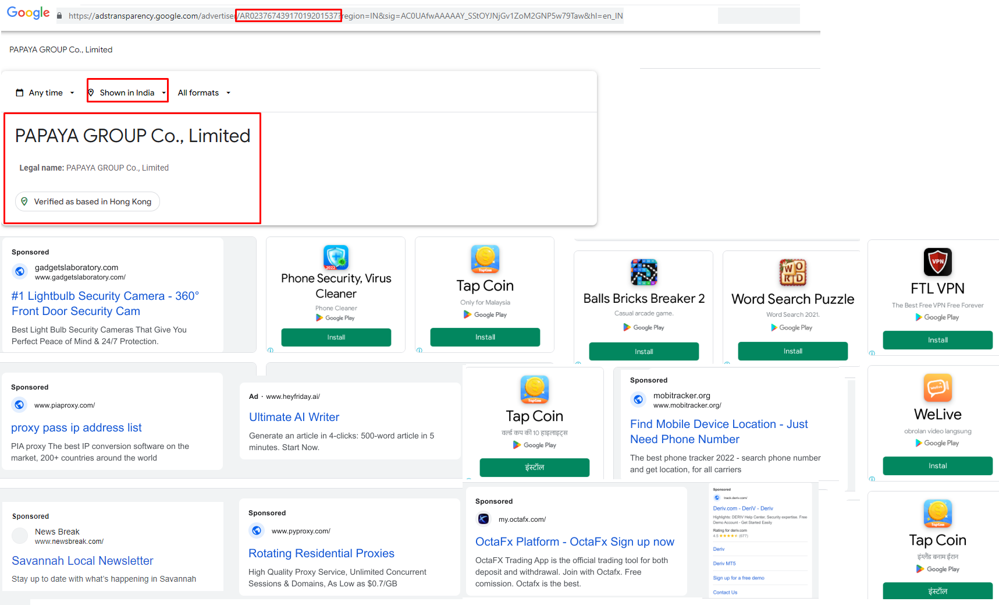 Google
https://adstransparency.google.com/advertiser/AR02376743917019201537?region=IN&sig=AC0UAfwAAAAAY_SStOYJNjGv1ZoM2GNP5w79Taw&hl=en_IN
PAPAYA GROUP Co., Limited
Any time Shown in India All formats
PAPAYA GROUP Co., Limited
Legal name: PAPAYA GROUP Co., Limited
Verified as based in Hong Kong
Sponsored
gadgetslaboratory.com
www.gadgetslaboratory.com/
#1 Lightbulb Security Camera - 360°
Front Door Security Cam
Best Light Bulb Security Cameras That Give You
Perfect Peace of Mind & 24/7 Protection.
2022
Phone Security, Virus
Cleaner
Phone Cleaner
Google Play
Install
TapCoin
Tap Coin
Only for Malaysia
Google Play
Install
Balls Bricks Breaker 2
Casual arcade game.
Google Play
Install
WORD
Word Search Puzzle
Word Search 2021.
Google Play
Install
VPN
FTL VPN
The Best Free VPN Free Forever
Google Play
Install
Sponsored
www.piaproxy.com/
proxy pass ip address list
PIA proxy The best IP conversion software on the
market, 200+ countries around the world
Ad · www.heyfriday.ai/
Ultimate AI Writer
Generate an article in 4-clicks: 500-word article in 5
minutes. Start Now.
TapCoin
Tap Coin
वर्ल्ड कप की 10 हाइलाइट्स
Google Play
इंस्टॉल
Sponsored
mobitracker.org
www.mobitracker.org/
Find Mobile Device Location - Just
Need Phone Number
The best phone tracker 2022 - search phone number
and get location, for all carriers
Welive
WeLive
obrolan video langsung
Google Play
Instal
Sponsored
News Break
www.newsbreak.com/
Savannah Local Newsletter
Stay up to date with what's happening in Savannah
Sponsored
www.pyproxy.com/
Rotating Residential Proxies
High Quality Proxy Service, Unlimited Concurrent
Sessions & Domains, As Low as $0.7/GB
Sponsored
my.octafx.com/
OctaFx Platform - OctaFx Sign up now
OctaFX Trading App is the official trading tool for both
deposit and withdrawal. Join with Octafx. Free
comission. Octafx is the best.
Sponsored
track.deriv.com/
Deriv.com - DeriV - Deriv
Highlights: DERIV Help Center, Security expertise. Free
Demo Account - Get Started Easily
Rating for deriv.com
4.5 ★★★★★ (677)
Deriv
Deriv MT5
Sign up for a free demo
Contact Us
TapCoin
Tap Coin
इंग्लैंड बनाम ईरान
Google Play
इंस्टॉल